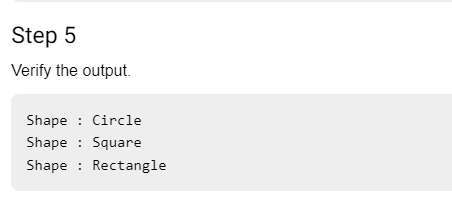 Step 5
Verify the output.
Shape : Circle
Shape : Square
Shape : Rectangle